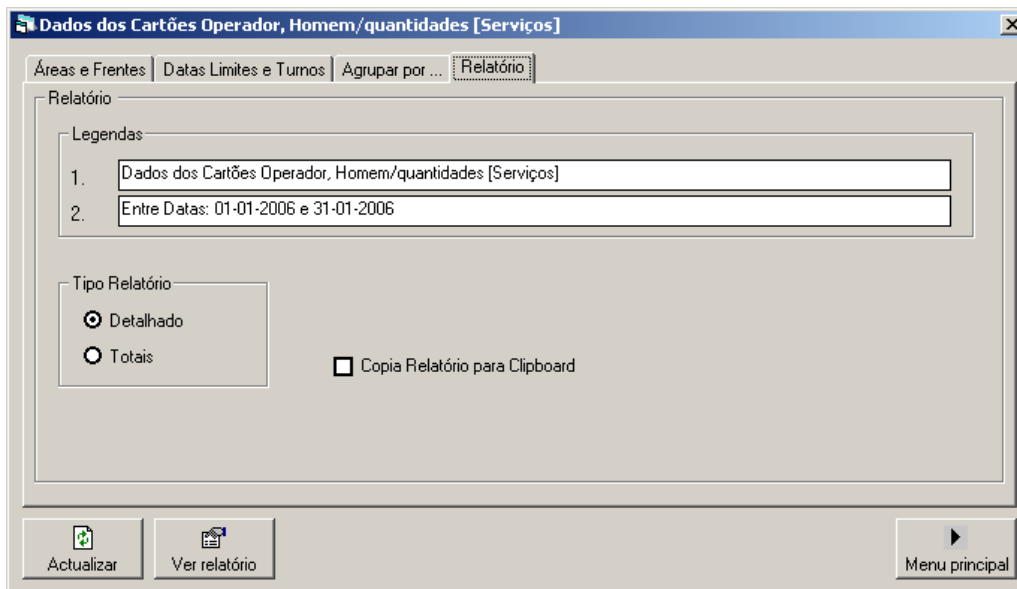 Dados dos Cartões Operador, Homem/quantidades [Serviços]
Áreas e Frentes Datas Limites e Turnos Agrupar por ... Relatório
Relatório
Legendas
1. Dados dos Cartões Operador, Homem/quantidades [Serviços]
2. Entre Datas: 01-01-2006 e 31-01-2006
Tipo Relatório
Detalhado
Totais
Copia Relatório para Clipboard
Actualizar Ver relatório Menu principal